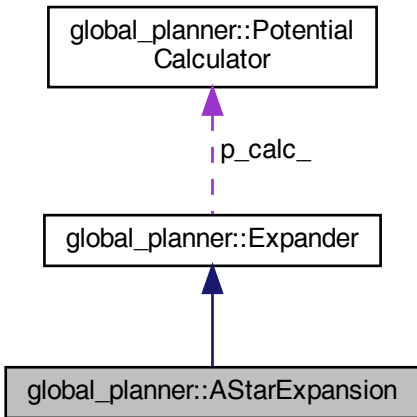 global_planner::Potential
Calculator
p_calc_
global_planner::Expander
global_planner::AStarExpansion